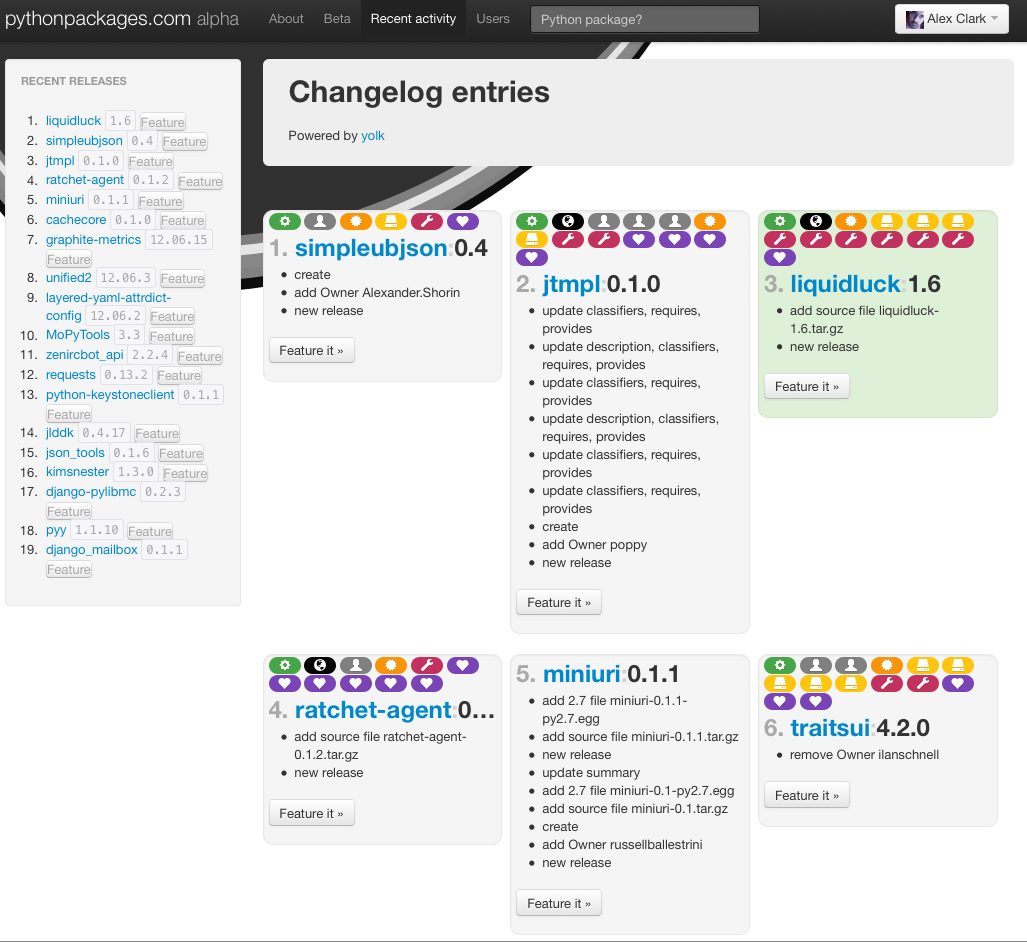 pythonpackages.com alpha About Beta Recent activity Users Python package? Alex Clark
RECENT RELEASES
1. liquidluck 1.6 Feature
2. simpleubjson 0.4 Feature
3. jtmpl 0.1.0 Feature
4. ratchet-agent 0.1.2 Feature
5. miniuri 0.1.1 Feature
6. cachecore 0.1.0 Feature
7. graphite-metrics 12.06.15
Feature
8. unified2 12.06.3 Feature
9. layered-yaml-attrdict-
config 12.06.2 Feature
10. MoPyTools 3.3 Feature
11. zenircbot_api 2.2.4 Feature
12. requests 0.13.2 Feature
13. python-keystoneclient 0.1.1
Feature
14. jlddk 0.4.17 Feature
15. json_tools 0.1.6 Feature
16. kimsnester 1.3.0 Feature
17. django-pylibmc 0.2.3
Feature
18. pyy 1.1.10 Feature
19. django_mailbox 0.1.1
Feature
Changelog entries
Powered by yolk
1. simpleubjson:0.4
• create
• add Owner Alexander.Shorin
• new release
Feature it »
2. jtmpl:0.1.0
• update classifiers, requires,
provides
• update description, classifiers,
requires, provides
• update classifiers, requires,
provides
• update description, classifiers,
requires, provides
• update classifiers, requires,
provides
• update classifiers, requires,
provides
• create
• add Owner poppy
• new release
Feature it »
3. liquidluck:1.6
• add source file liquidluck-
1.6.tar.gz
• new release
Feature it »
4. ratchet-agent:0...
• add source file ratchet-agent-
0.1.2.tar.gz
• new release
Feature it »
5. miniuri:0.1.1
• add 2.7 file miniuri-0.1.1-
py2.7.egg
• add source file miniuri-0.1.1.tar.gz
• new release
• update summary
• add 2.7 file miniuri-0.1-py2.7.egg
• add source file miniuri-0.1.tar.gz
• create
• add Owner russellballestrini
• new release
Feature it »
6. traitsui:4.2.0
• remove Owner ilanschnell
Feature it »